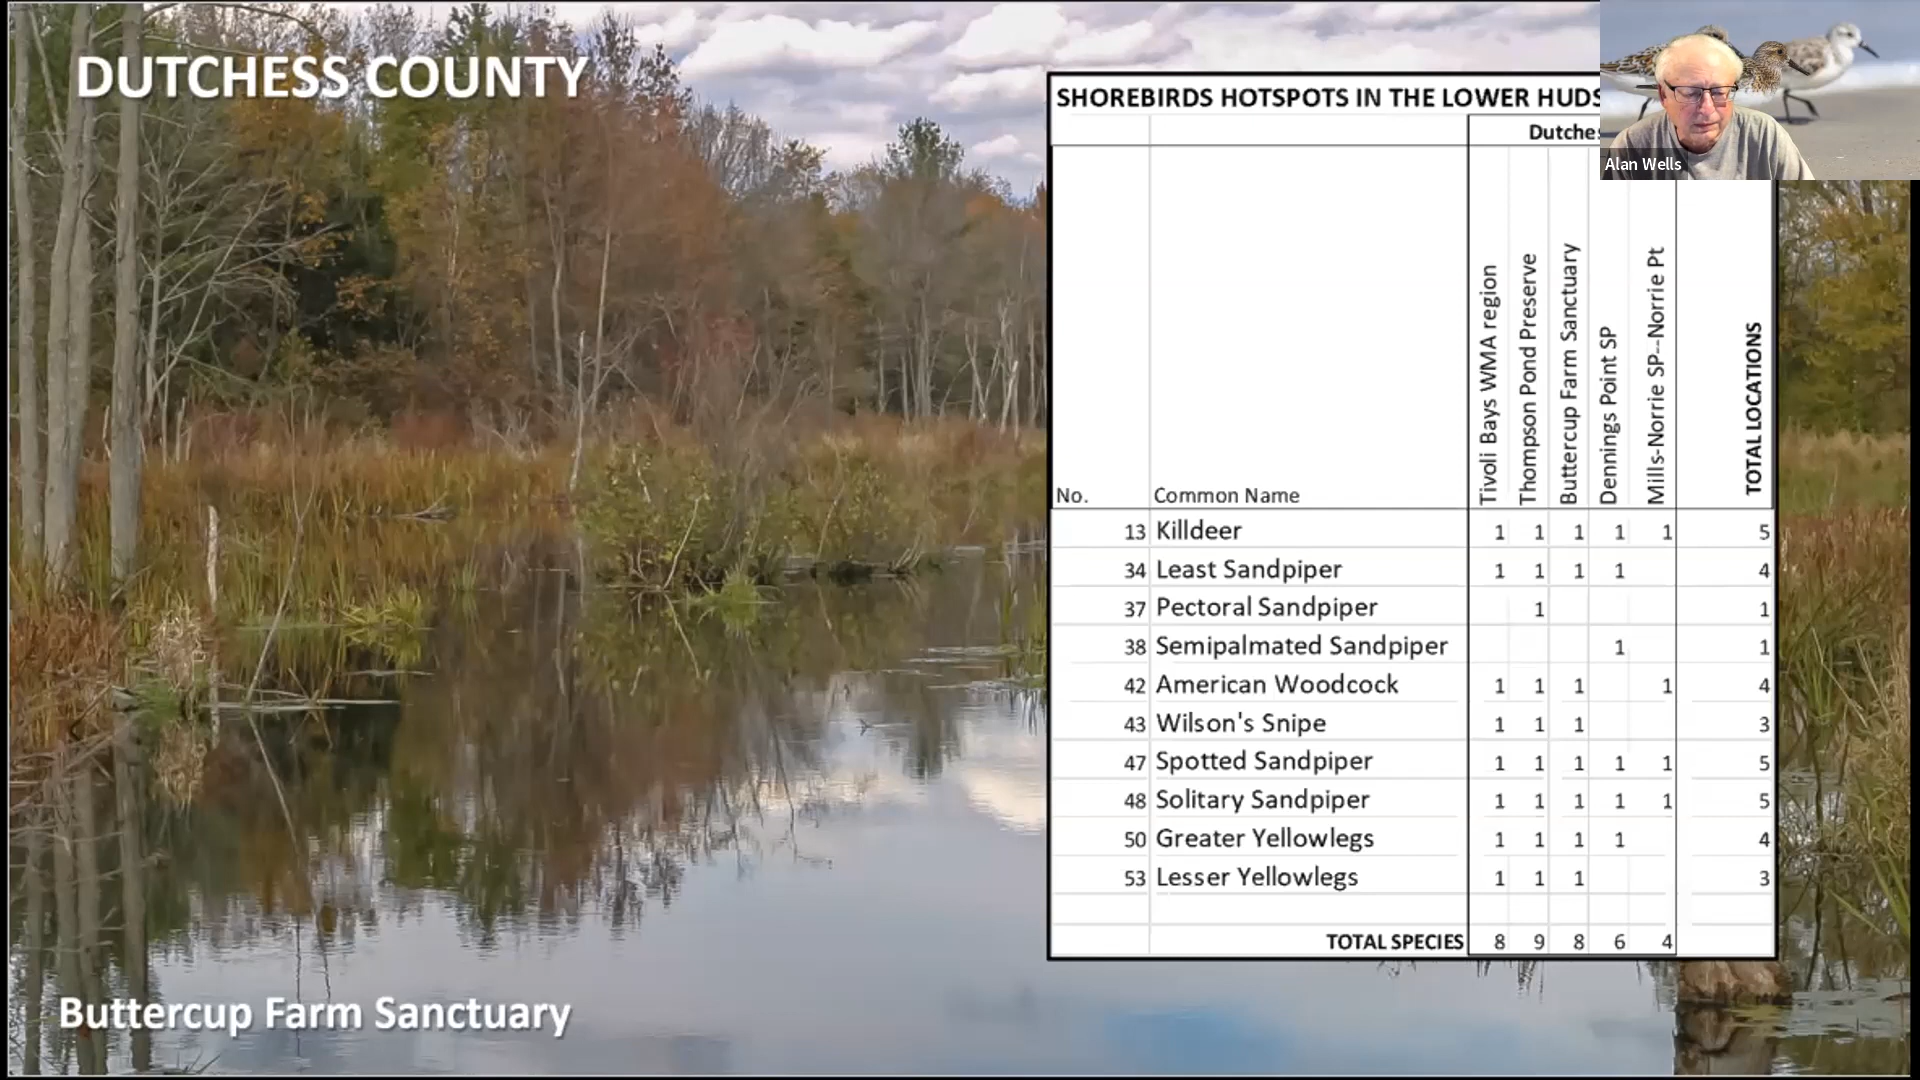 DUTCHESS COUNTY
SHOREBIRDS HOTSPOTS IN THE LOWER
Alan Wells
No. Common Name Tivoli Bays WMA region Thompson Pond Preserve Buttercup Farm Sanctuary Dennings Point SP Mills-Norrie SP--Norrie Pt TOTAL LOCATIONS
13 Killdeer 1 1 1 1 1 5
34 Least Sandpiper 1 1 1 1 4
37 Pectoral Sandpiper 1 1
38 Semipalmated Sandpiper 1 1
42 American Woodcock 1 1 1 1 4
43 Wilson's Snipe 1 1 1 3
47 Spotted Sandpiper 1 1 1 1 1 5
48 Solitary Sandpiper 1 1 1 1 1 5
50 Greater Yellowlegs 1 1 1 1 4
53 Lesser Yellowlegs 1 1 1 3
TOTAL SPECIES 8 9 8 6 4
Buttercup Farm Sanctuary